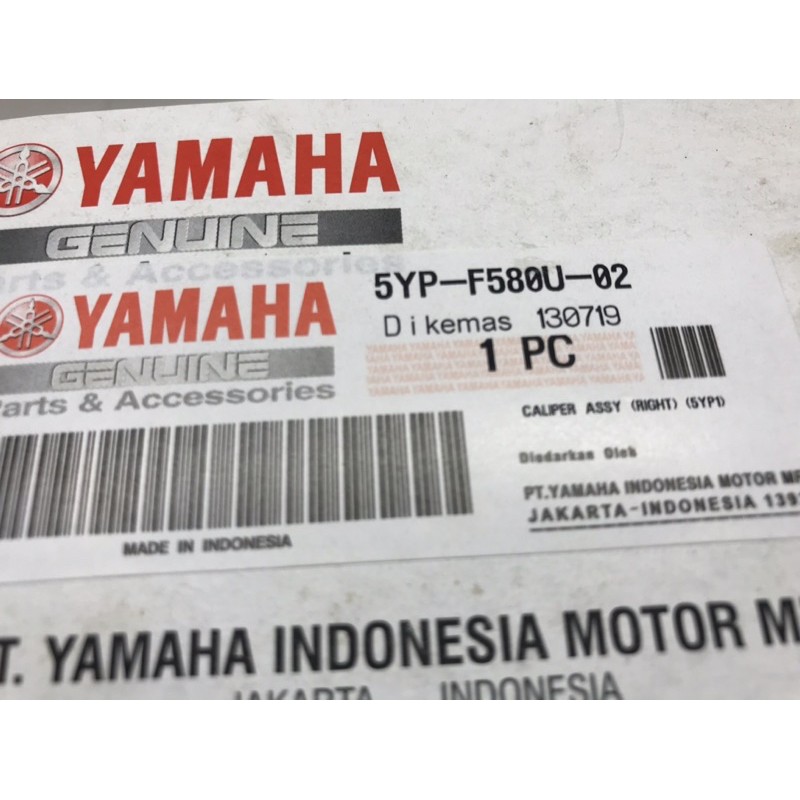 YAMAHA
GENUINE
Parts & Accessories
YAMAHA
GENUINE
Parts & Accessories
5YP-F580U-02
Dikemas 130719
1 PC
CALIPER ASSY (RIGHT) (5YP1)
Diedarkan Oleh
PT.YAMAHA INDONESIA MOTOR
JAKARTA-INDONESIA
MADE IN INDONESIA
YAMAHA INDONESIA MOTOR
JAKARTA INDONESIA